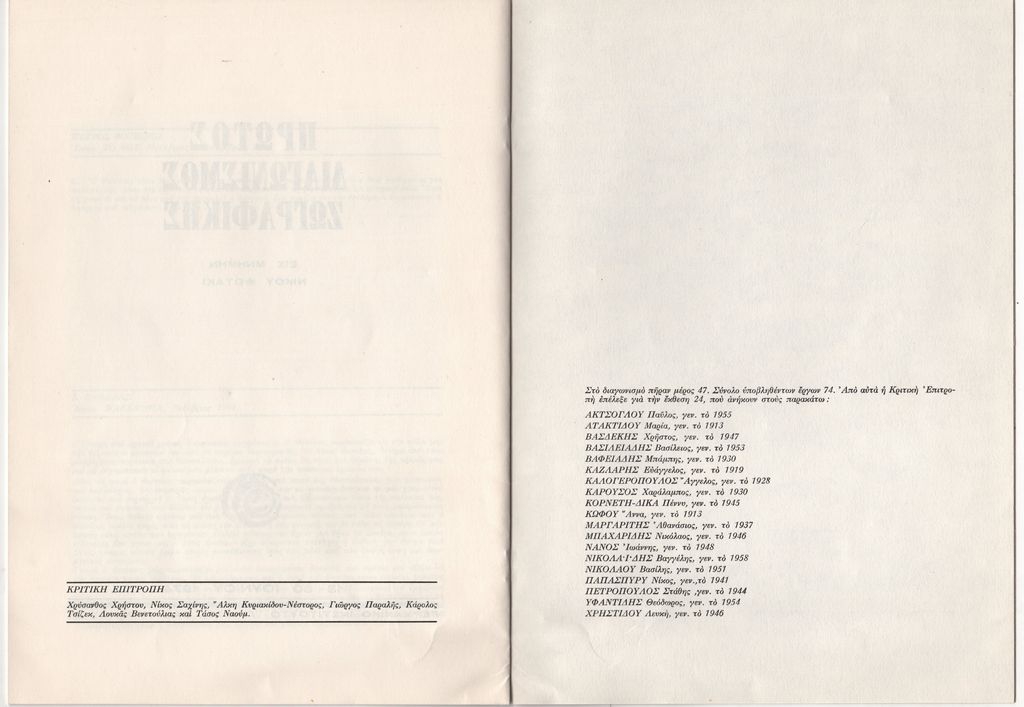 ΚΡΙΤΙΚΗ ΕΠΙΤΡΟΠΗ
Χρύσανθος Χρήστου, Νίκος Σαχίνης, Ἄλκη Κυριακίδου-Νέστορος, Γιῶργος Παραλῆς, Κάρολος
Τσίζεκ, Λουκᾶς Βενετούλιας καὶ Τάσος Ναούμ.
Στὸ διαγωνισμὸ πῆραν μέρος 47. Σύνολο ὑποβληθέντων ἔργων 74. Ἀπὸ αὐτὰ ἡ Κριτικὴ Ἐπιτρο-
πὴ ἐπέλεξε γιὰ τὴν ἔκθεση 24, ποὺ ἀνήκουν στοὺς παρακάτω:
ΑΚΤΣΟΓΛΟΥ Παῦλος, γεν. τὸ 1955
ΑΤΑΚΤΙΔΟΥ Μαρία, γεν. τὸ 1913
ΒΑΣΔΕΚΗΣ Χρῆστος, γεν. τὸ 1947
ΒΑΣΙΛΕΙΑΔΗΣ Βασίλειος, γεν. τὸ 1953
ΒΑΦΕΙΑΔΗΣ Μπάμπης, γεν. τὸ 1930
ΚΑΖΛΑΡΗΣ Εὐάγγελος, γεν. τὸ 1919
ΚΑΛΟΓΕΡΟΠΟΥΛΟΣ Ἄγγελος, γεν. τὸ 1928
ΚΑΡΟΥΣΟΣ Χαράλαμπος, γεν. τὸ 1930
ΚΟΡΝΕΤΗ-ΔΙΚΑ Πέννυ, γεν. τὸ 1945
ΚΩΦΟΥ Ἄννα, γεν. τὸ 1913
ΜΑΡΓΑΡΙΤΗΣ Ἀθανάσιος, γεν. τὸ 1937
ΜΠΑΧΑΡΙΔΗΣ Νικόλαος, γεν. τὸ 1946
ΝΑΝΟΣ Ἰωάννης, γεν. τὸ 1948
ΝΙΚΟΛΑ·Ι·ΔΗΣ Βαγγέλης, γεν. τὸ 1958
ΝΙΚΟΛΑΟΥ Βασίλης, γεν. τὸ 1951
ΠΑΠΑΣΠΥΡΥ Νίκος, γεν.,τὸ 1941
ΠΕΤΡΟΠΟΥΛΟΣ Στάθης ,γεν. τὸ 1944
ΥΦΑΝΤΙΔΗΣ Θεόδωρος, γεν. τὸ 1954
ΧΡΗΣΤΙΔΟΥ Λευκή, γεν. τὸ 1946